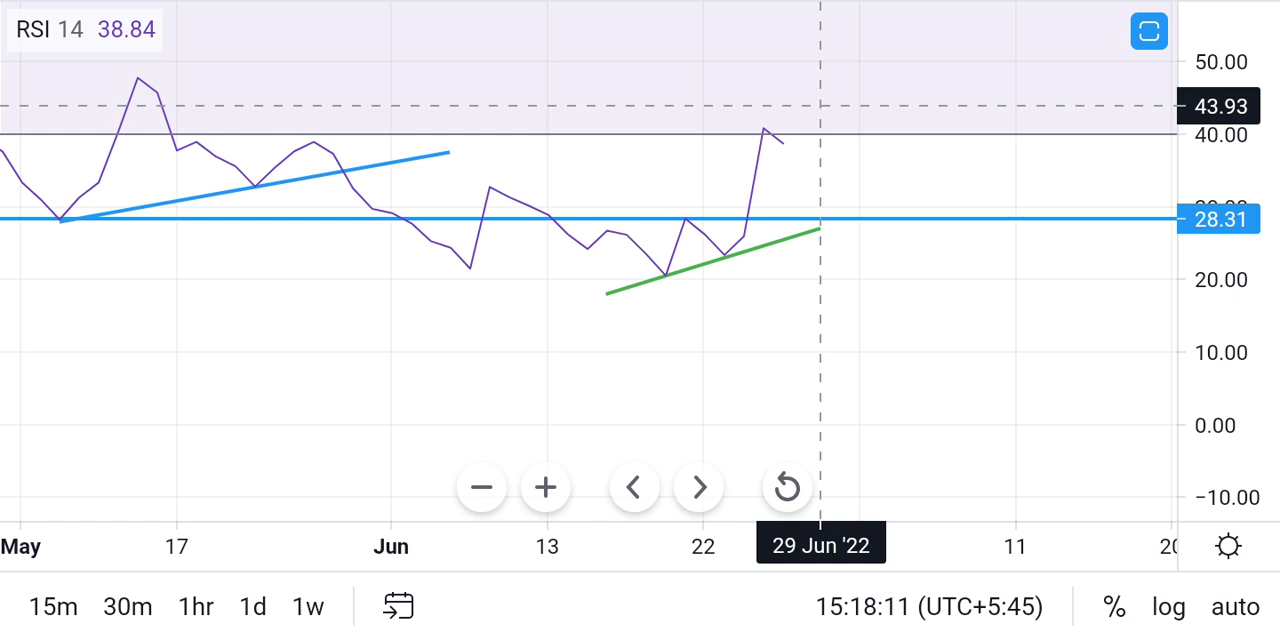 RSI 14 38.84
50.00
43.93
40.00
28.31
20.00
10.00
0.00
−10.00
May 17 Jun 13 22 29 Jun '22 11
15m 30m 1hr 1d 1w 15:18:11 (UTC+5:45) % log auto